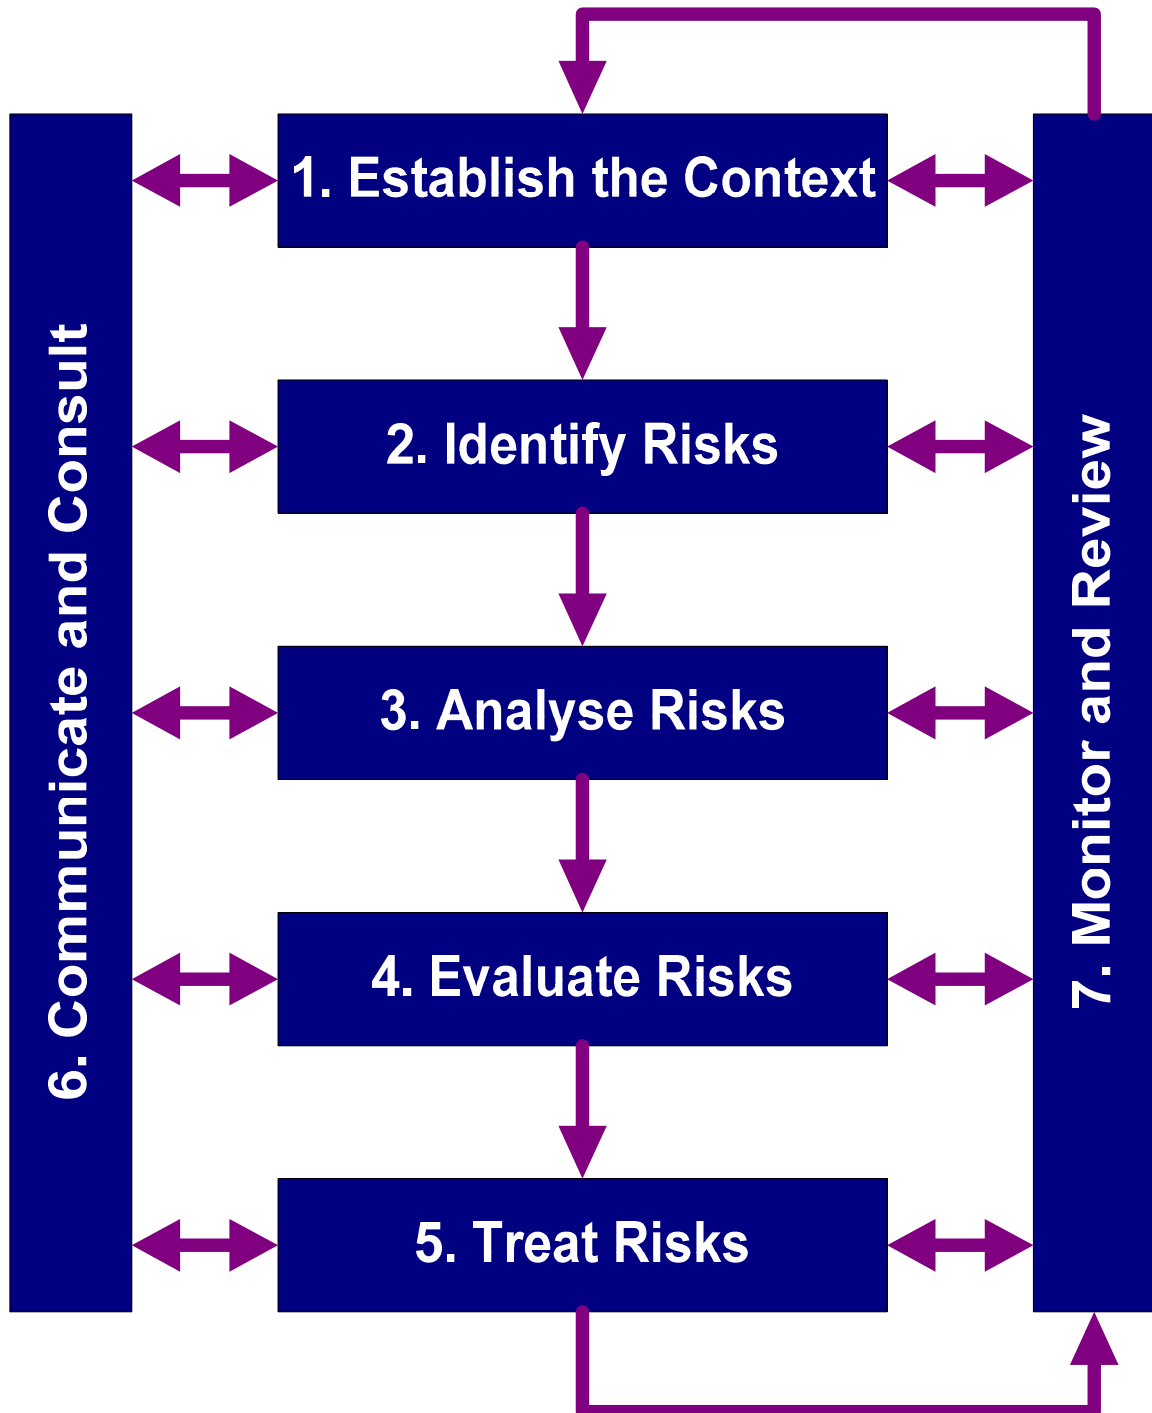 1. Establish the Context
2. Identify Risks
3. Analyse Risks
4. Evaluate Risks
5. Treat Risks
6. Communicate and Consult
7. Monitor and Review